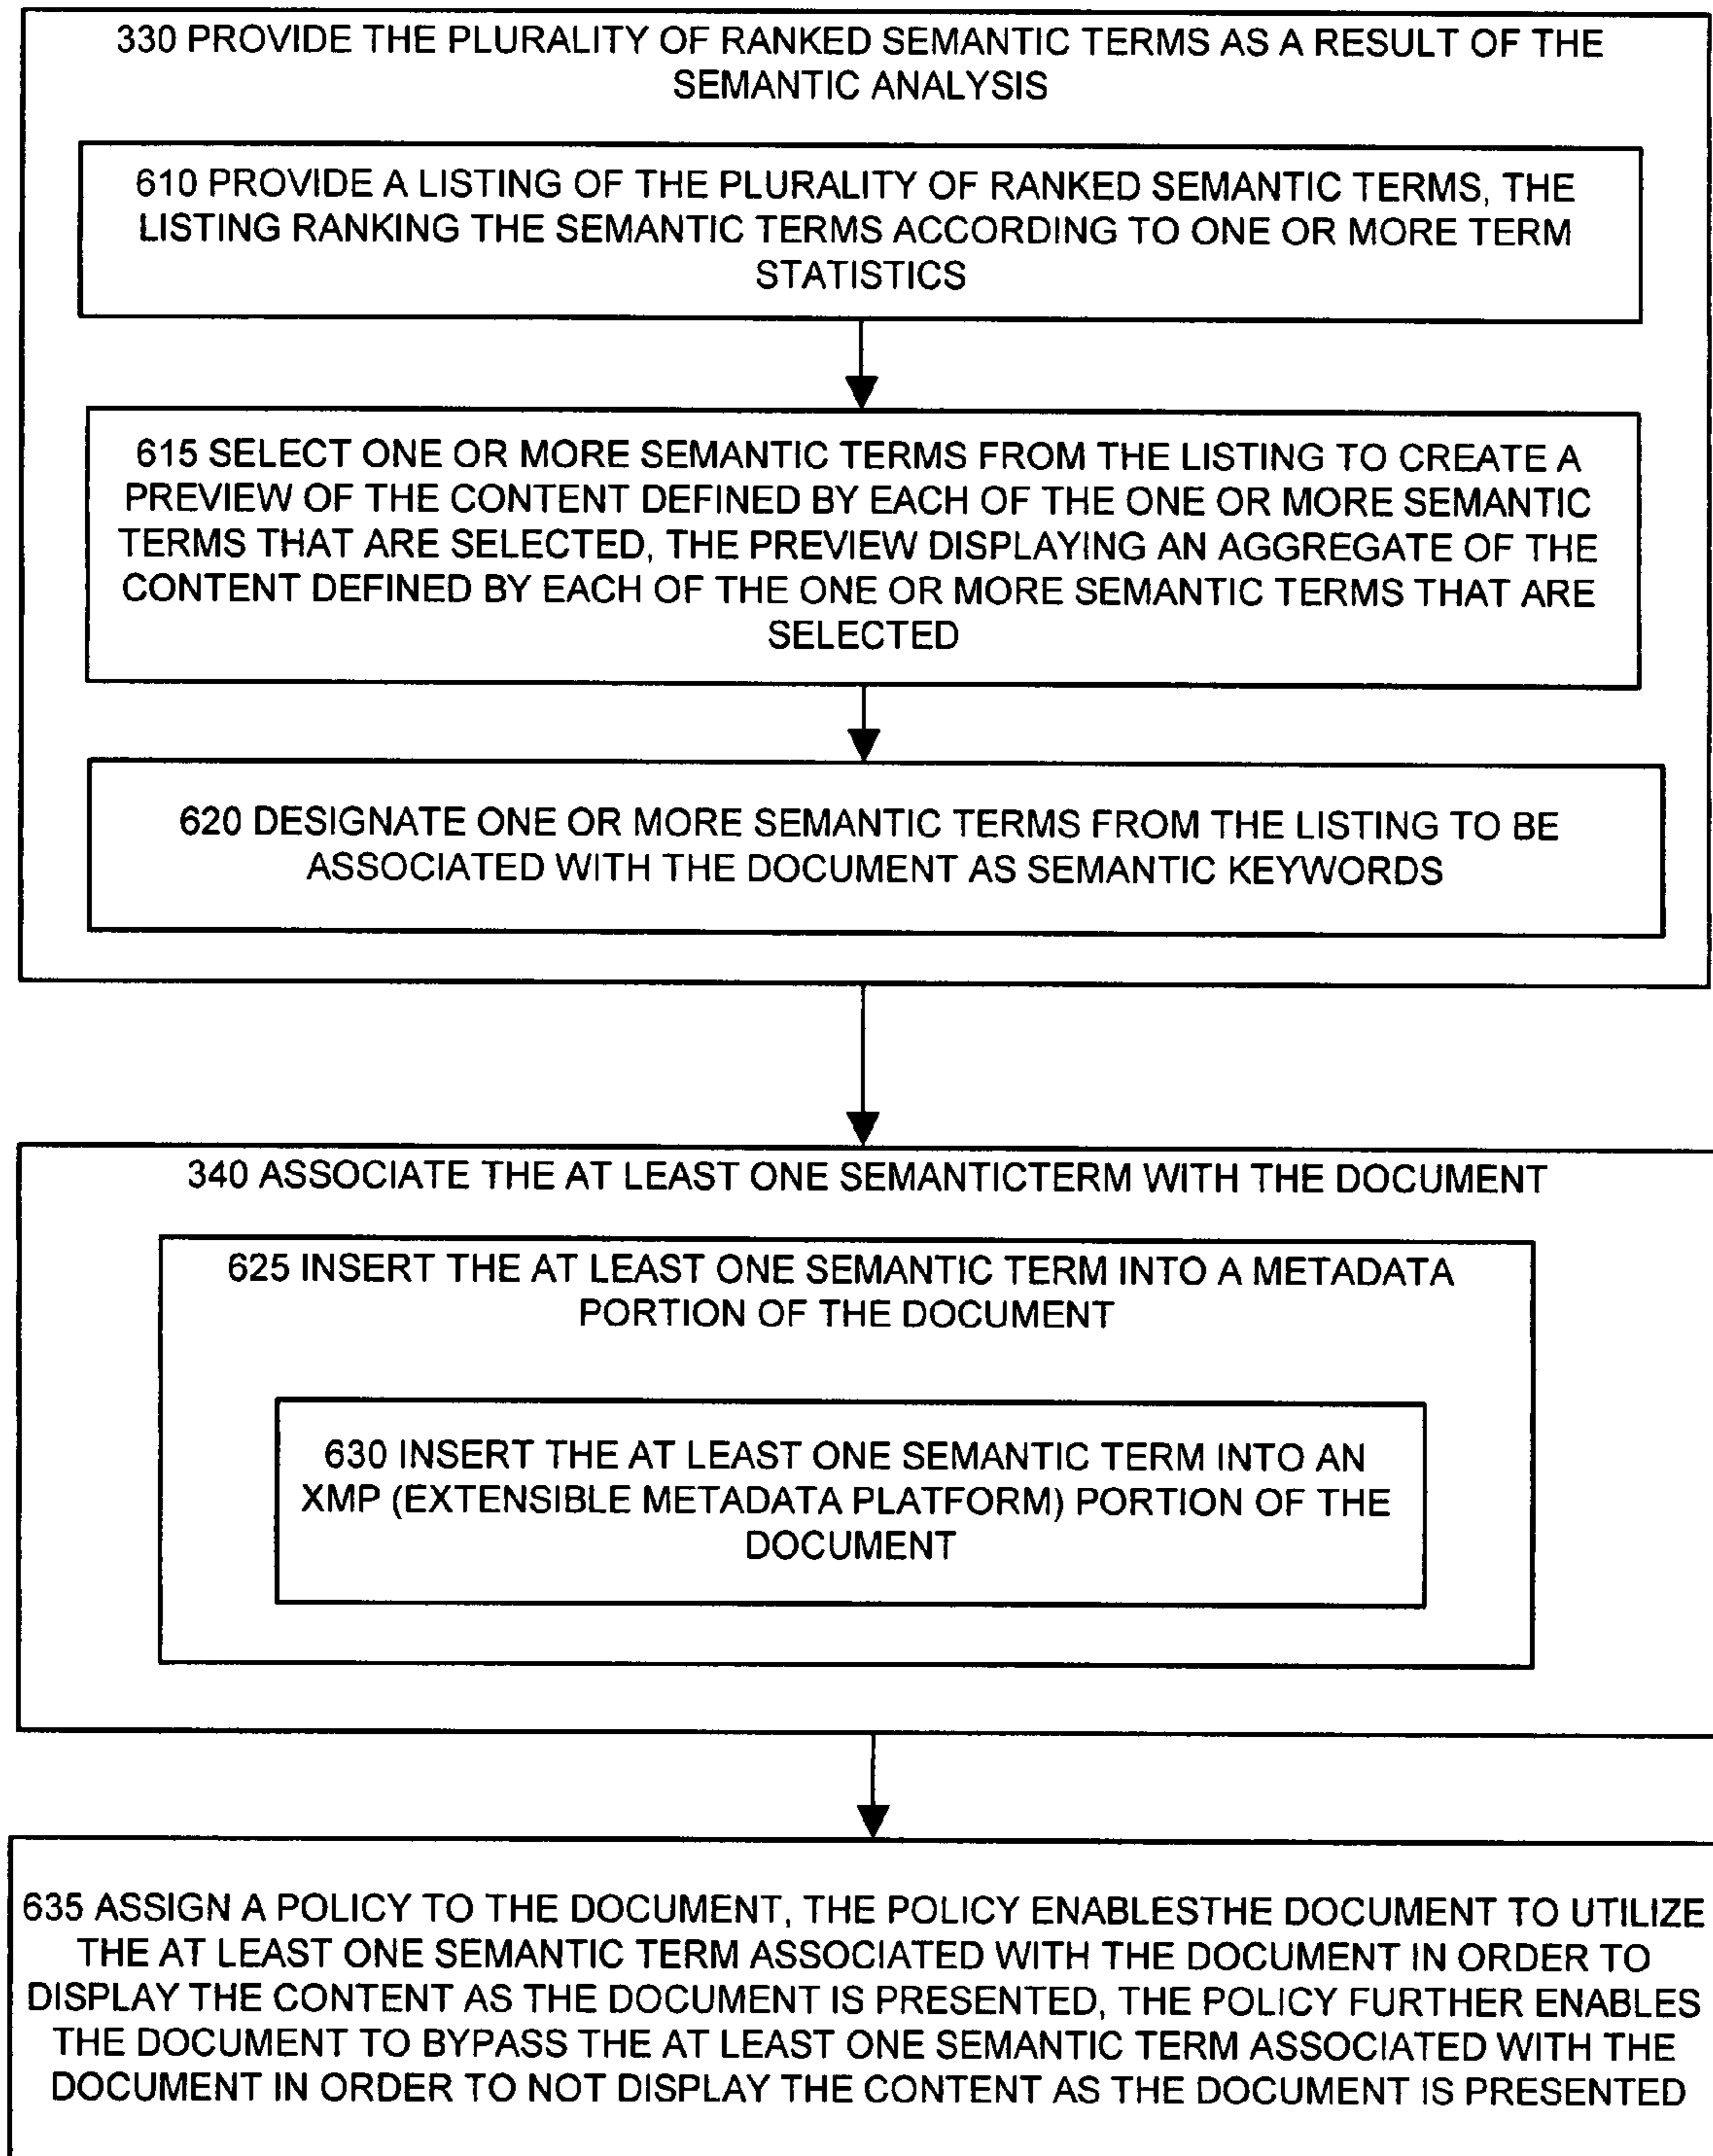 330 PROVIDE THE PLURALITY OF RANKED SEMANTIC TERMS AS A RESULT OF THE
SEMANTIC ANALYSIS
610 PROVIDE A LISTING OF THE PLURALITY OF RANKED SEMANTIC TERMS, THE
LISTING RANKING THE SEMANTIC TERMS ACCORDING TO ONE OR MORE TERM
STATISTICS
615 SELECT ONE OR MORE SEMANTIC TERMS FROM THE LISTING TO CREATE A
PREVIEW OF THE CONTENT DEFINED BY EACH OF THE ONE OR MORE SEMANTIC
TERMS THAT ARE SELECTED, THE PREVIEW DISPLAYING AN AGGREGATE OF THE
CONTENT DEFINED BY EACH OF THE ONE OR MORE SEMANTIC TERMS THAT ARE
SELECTED
620 DESIGNATE ONE OR MORE SEMANTIC TERMS FROM THE LISTING TO BE
ASSOCIATED WITH THE DOCUMENT AS SEMANTIC KEYWORDS
340 ASSOCIATE THE AT LEAST ONE SEMANTICTERM WITH THE DOCUMENT
625 INSERT THE AT LEAST ONE SEMANTIC TERM INTO A METADATA
PORTION OF THE DOCUMENT
630 INSERT THE AT LEAST ONE SEMANTIC TERM INTO AN
XMP (EXTENSIBLE METADATA PLATFORM) PORTION OF THE
DOCUMENT
635 ASSIGN A POLICY TO THE DOCUMENT, THE POLICY ENABLESTHE DOCUMENT TO UTILIZE
THE AT LEAST ONE SEMANTIC TERM ASSOCIATED WITH THE DOCUMENT IN ORDER TO
DISPLAY THE CONTENT AS THE DOCUMENT IS PRESENTED, THE POLICY FURTHER ENABLES
THE DOCUMENT TO BYPASS THE AT LEAST ONE SEMANTIC TERM ASSOCIATED WITH THE
DOCUMENT IN ORDER TO NOT DISPLAY THE CONTENT AS THE DOCUMENT IS PRESENTED